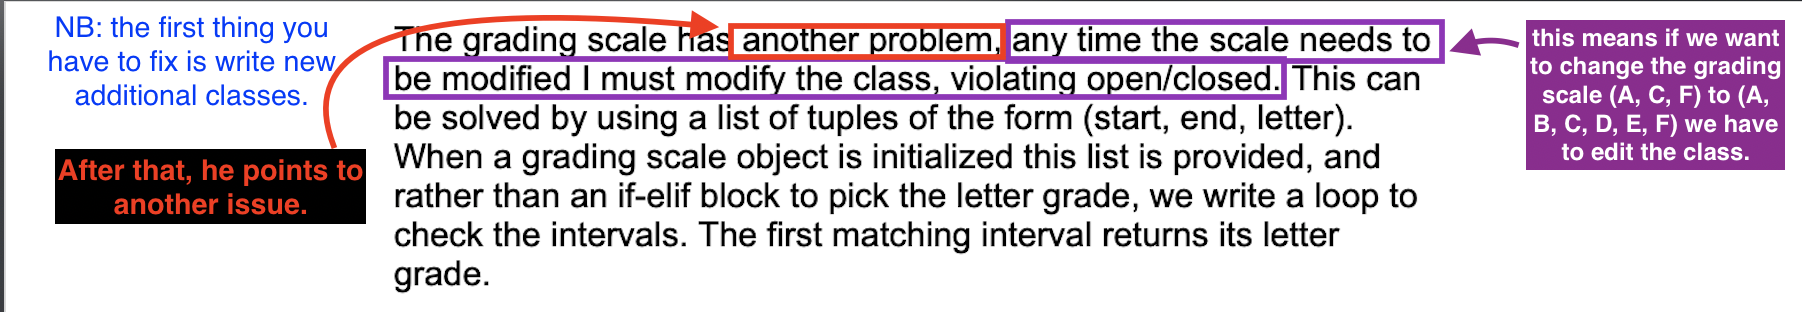 NB: the first thing you
have to fix is write new
additional classes.
After that, he points to
another issue.
The grading scale has another problem, any time the scale needs to
be modified I must modify the class, violating open/closed. This can
be solved by using a list of tuples of the form (start, end, letter).
When a grading scale object is initialized this list is provided, and
rather than an if-elif block to pick the letter grade, we write a loop to
check the intervals. The first matching interval returns its letter
grade.
this means if we want
to change the grading
scale (A, C, F) to (A,
B, C, D, E, F) we have
to edit the class.